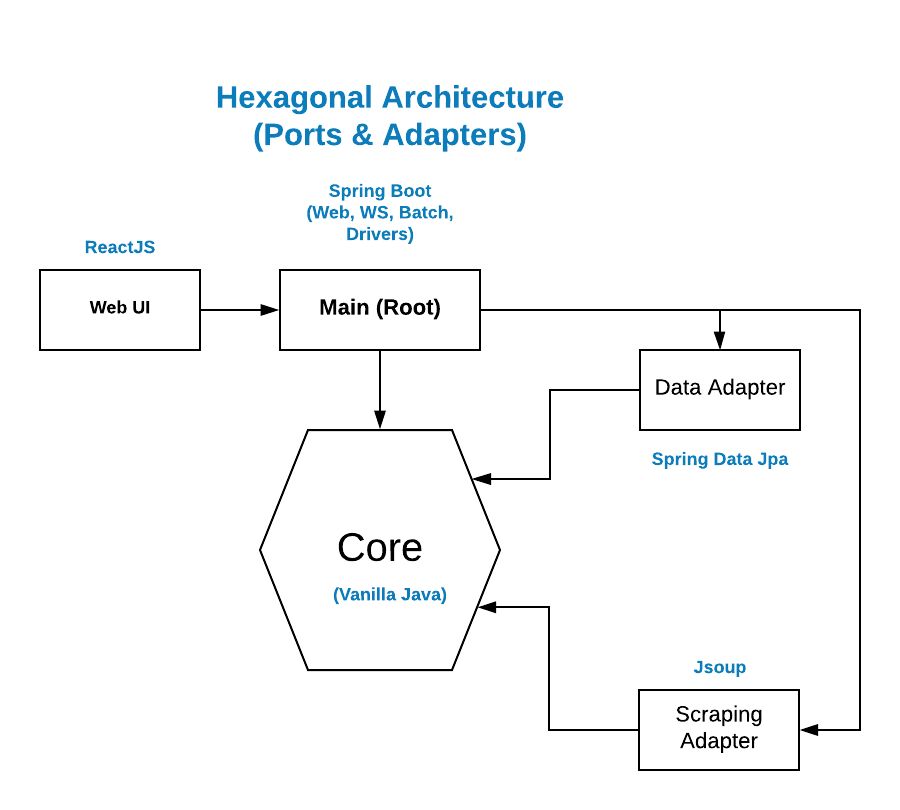 Hexagonal Architecture
(Ports & Adapters)
Spring Boot
(Web, WS, Batch,
Drivers)
ReactJS
Web UI
Main (Root)
Data Adapter
Spring Data Jpa
Core
(Vanilla Java)
Jsoup
Scraping
Adapter